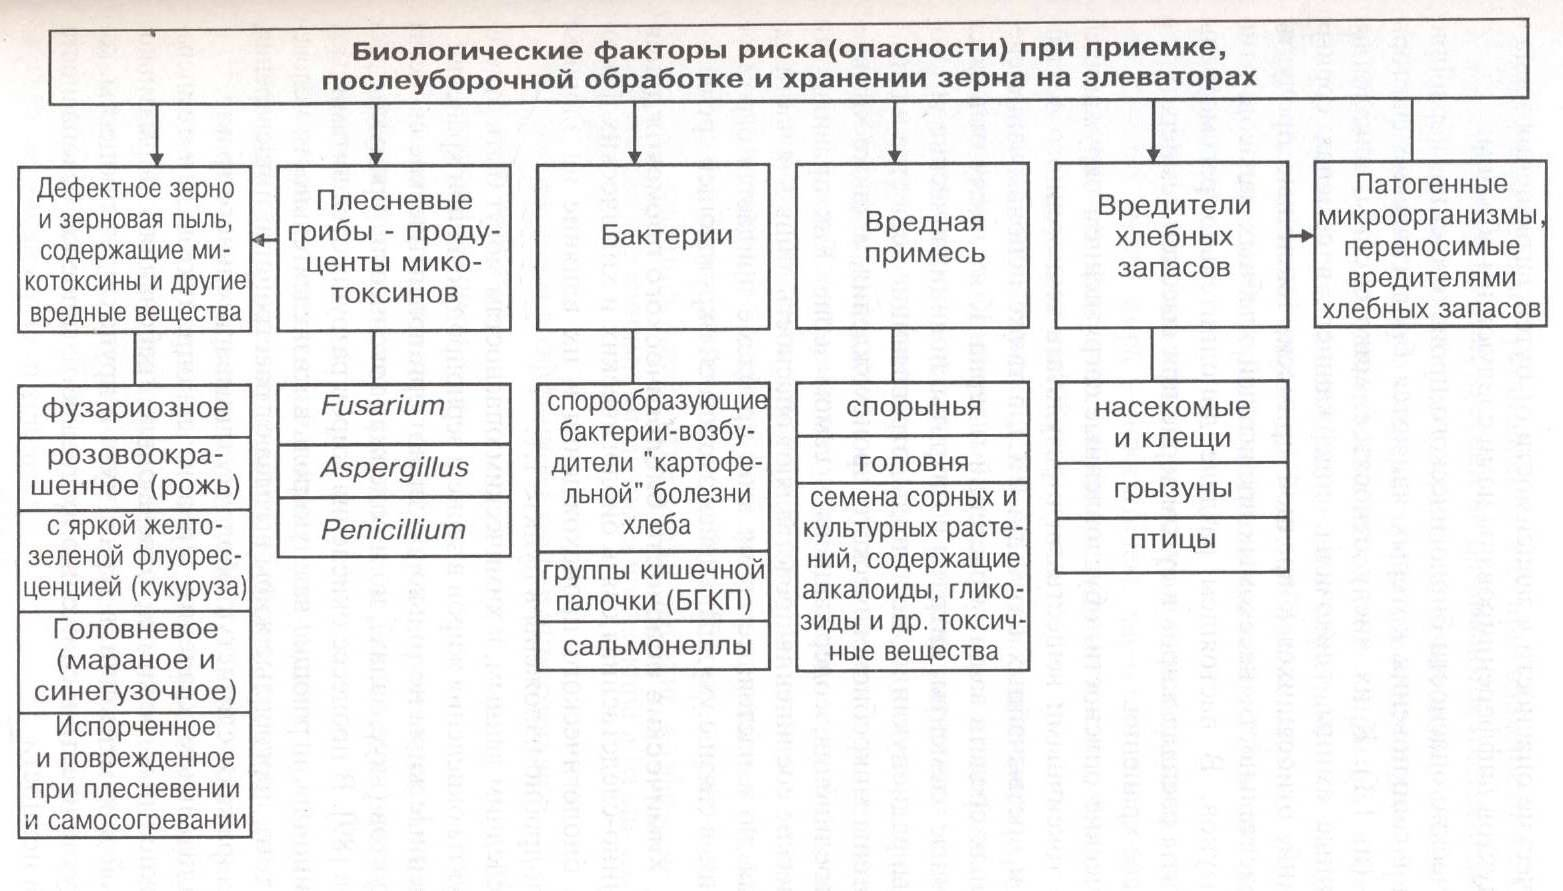 Биологические факторы риска(опасности) при приемке,
послеуборочной обработке и хранении зерна на элеваторах
Дефектное зерно
и зерновая пыль,
содержащие ми-
котоксины и другие
вредные вещества
фузариозное
розовоокра-
шенное (рожь)
с яркой желто-
зеленой флуорес-
ценцией (кукуруза)
Головневое
(мараное и
синегузочное)
Испорченное
и поврежденное
при плесневении
и самосогревании
Плесневые
грибы - проду-
центы мико-
токсинов
Fusarium
Aspergillus
Penicillium
Бактерии
спорообразующие
бактерии-возбу-
дители "картофе-
льной" болезни
хлеба
группы кишечной
палочки (БГКП)
сальмонеллы
Вредная
примесь
спорынья
головня
семена сорных и
культурных расте-
ний, содержащие
алкалоиды, глико-
зиды и др. токсич-
ные вещества
Вредители
хлебных
запасов
насекомые
и клещи
грызуны
птицы
Патогенные
микроорганизмы,
переносимые
вредителями
хлебных запасов